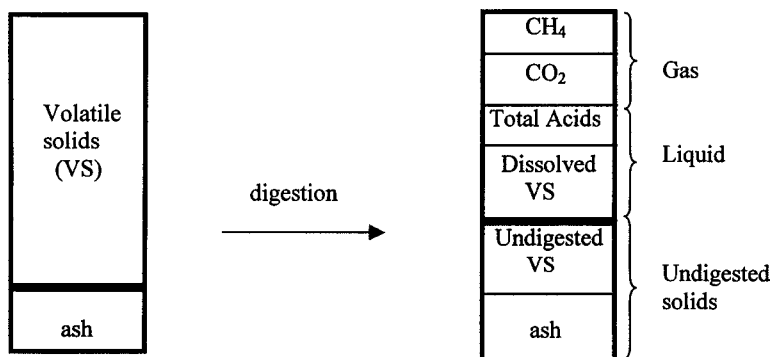 Volatile
solids
(VS)
ash
digestion
CH₄
CO₂
Total Acids
Dissolved
VS
Undigested
VS
ash
Gas
Liquid
Undigested
solids